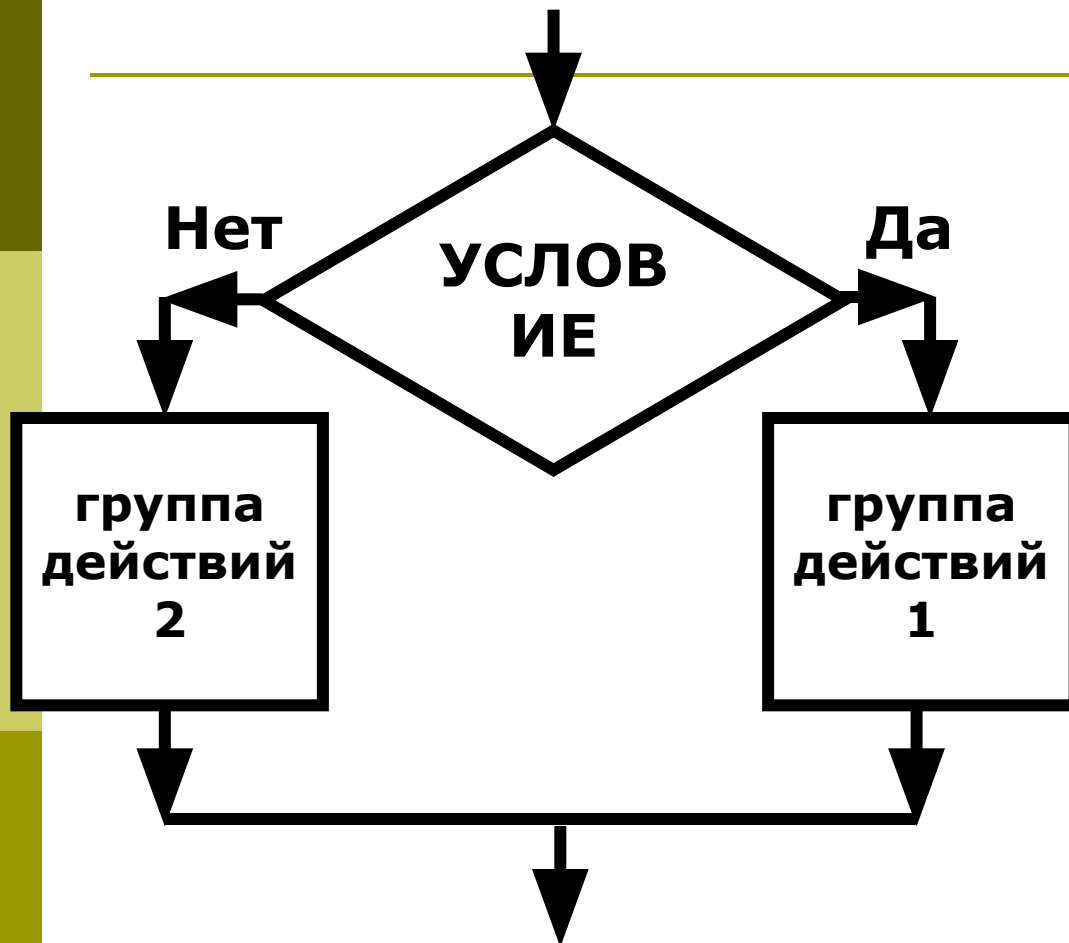 Нет
Да
УСЛОВ
ИЕ
группа
действий
2
группа
действий
1